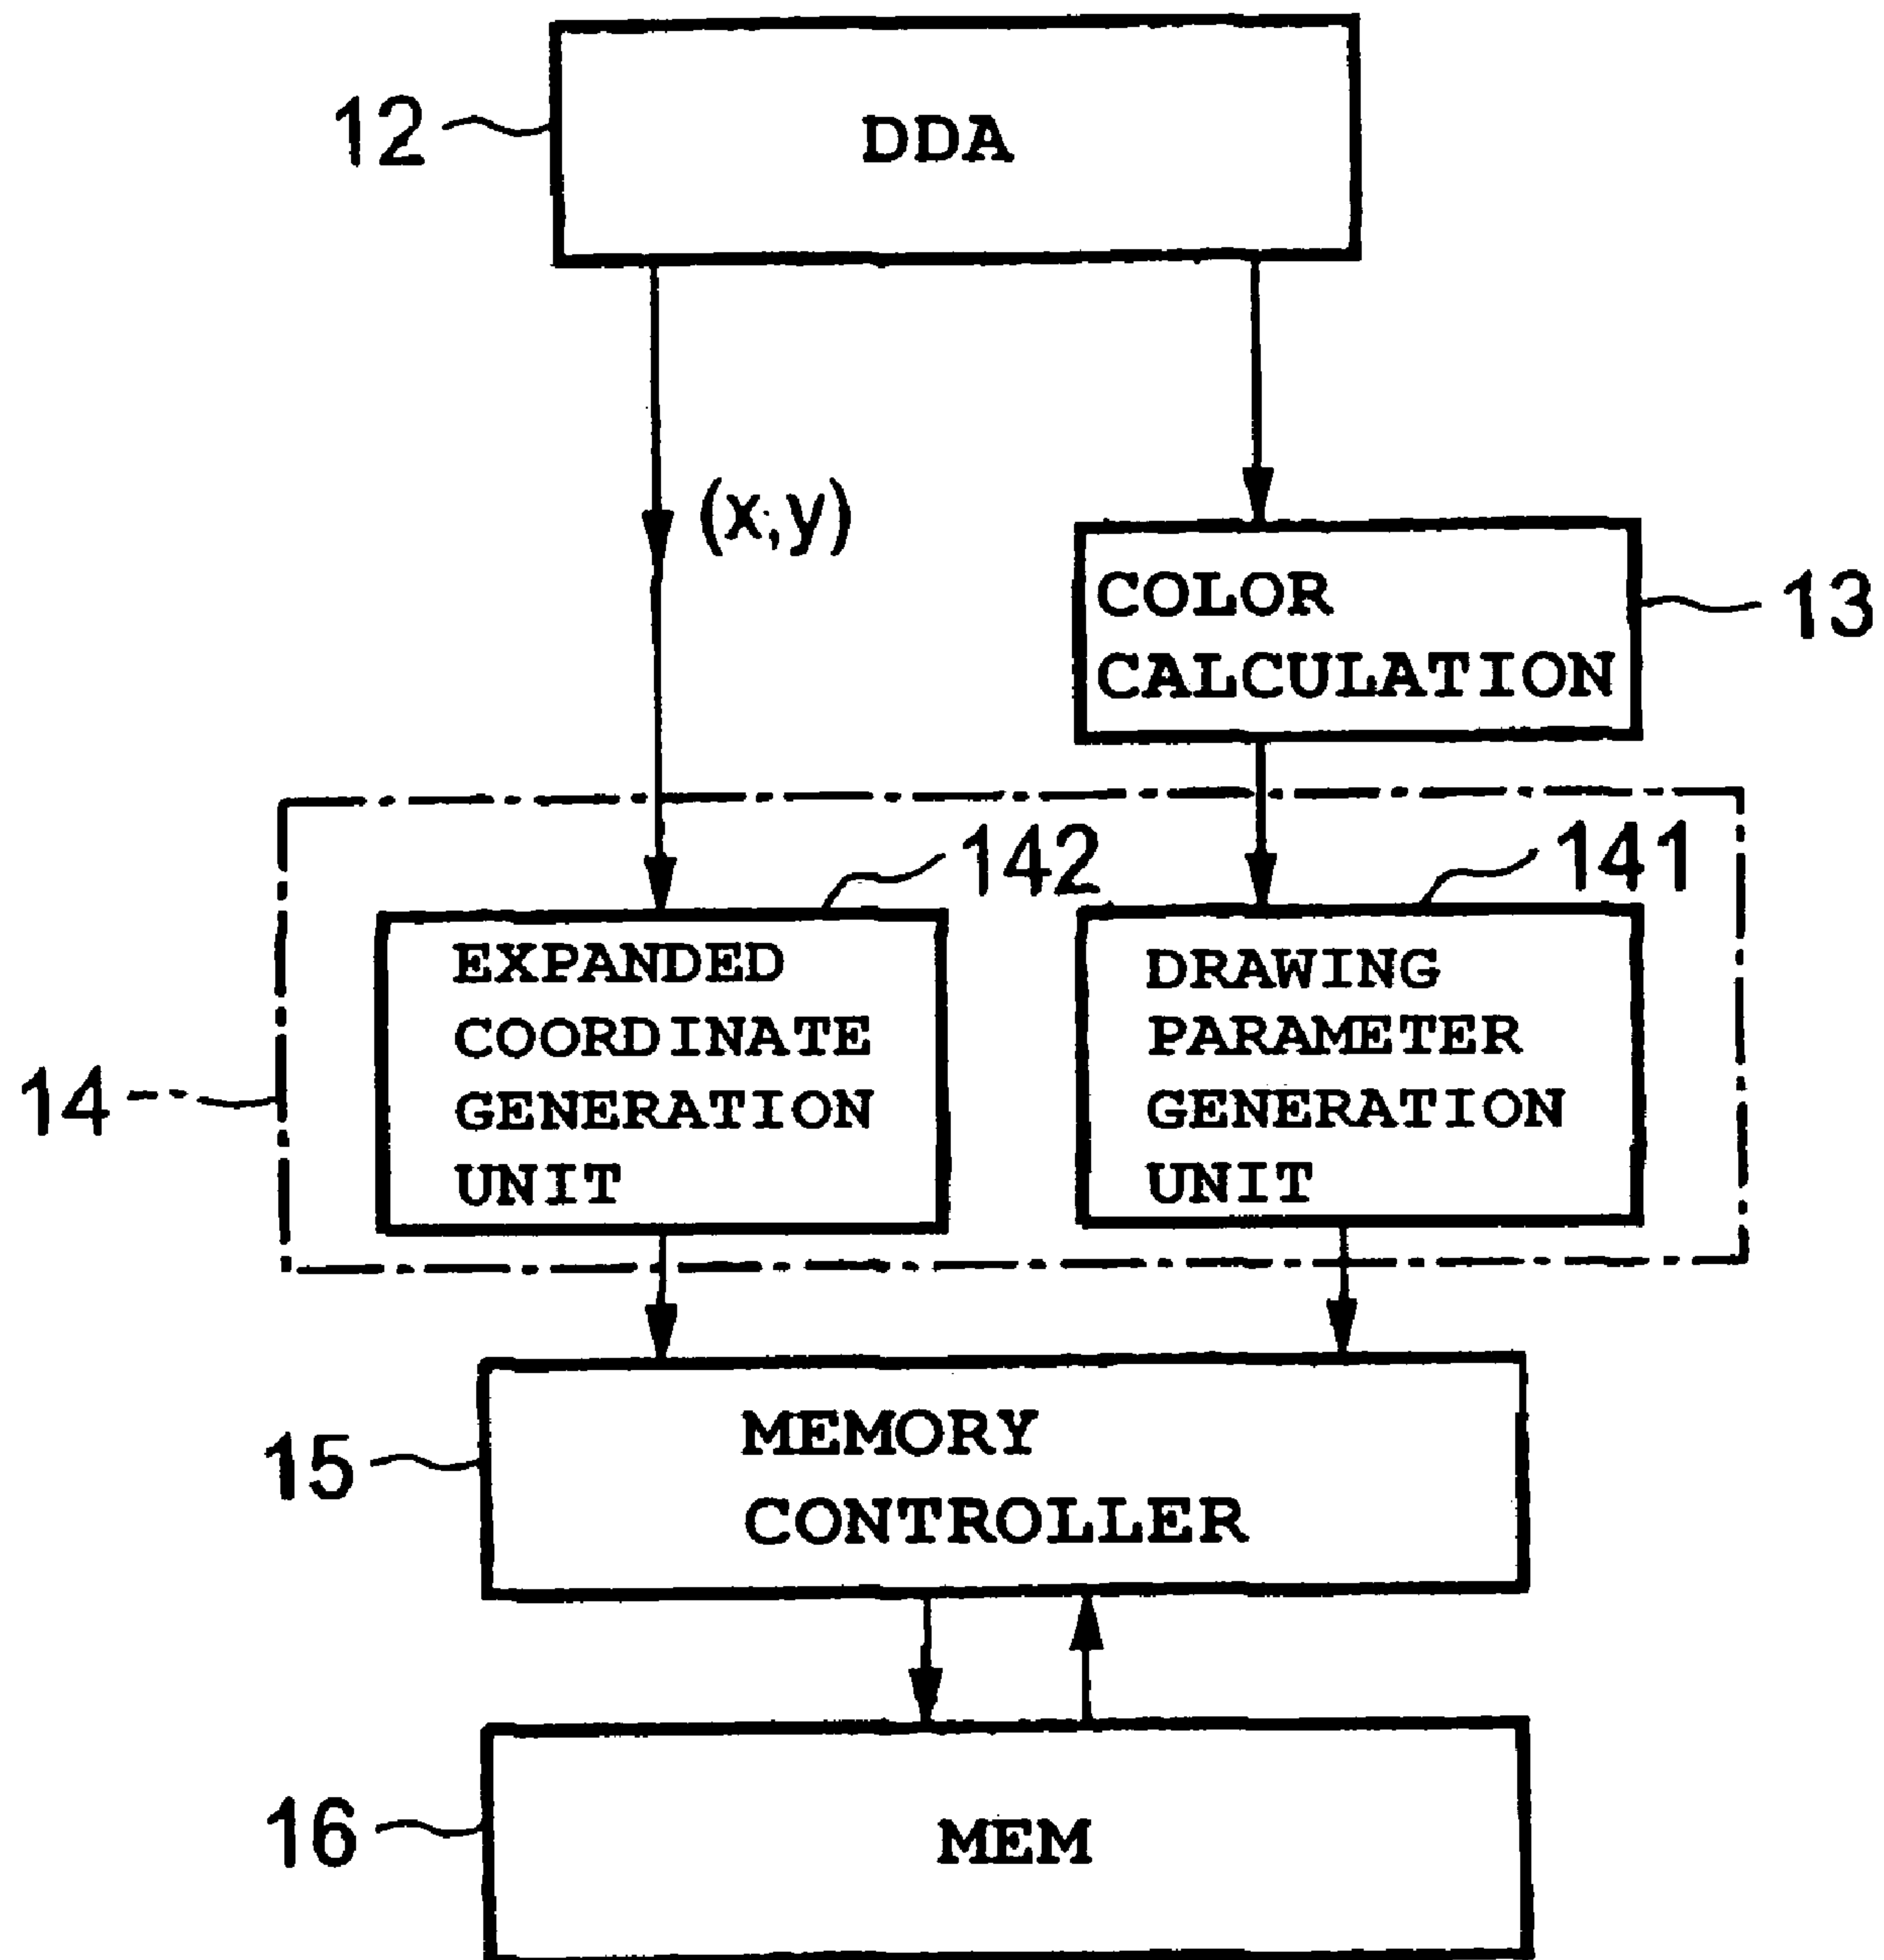 12
DDA
(x,y)
COLOR
CALCULATION
13
142
141
EXPANDED
COORDINATE
GENERATION
UNIT
DRAWING
PARAMETER
GENERATION
UNIT
14
MEMORY
CONTROLLER
15
MEM
16